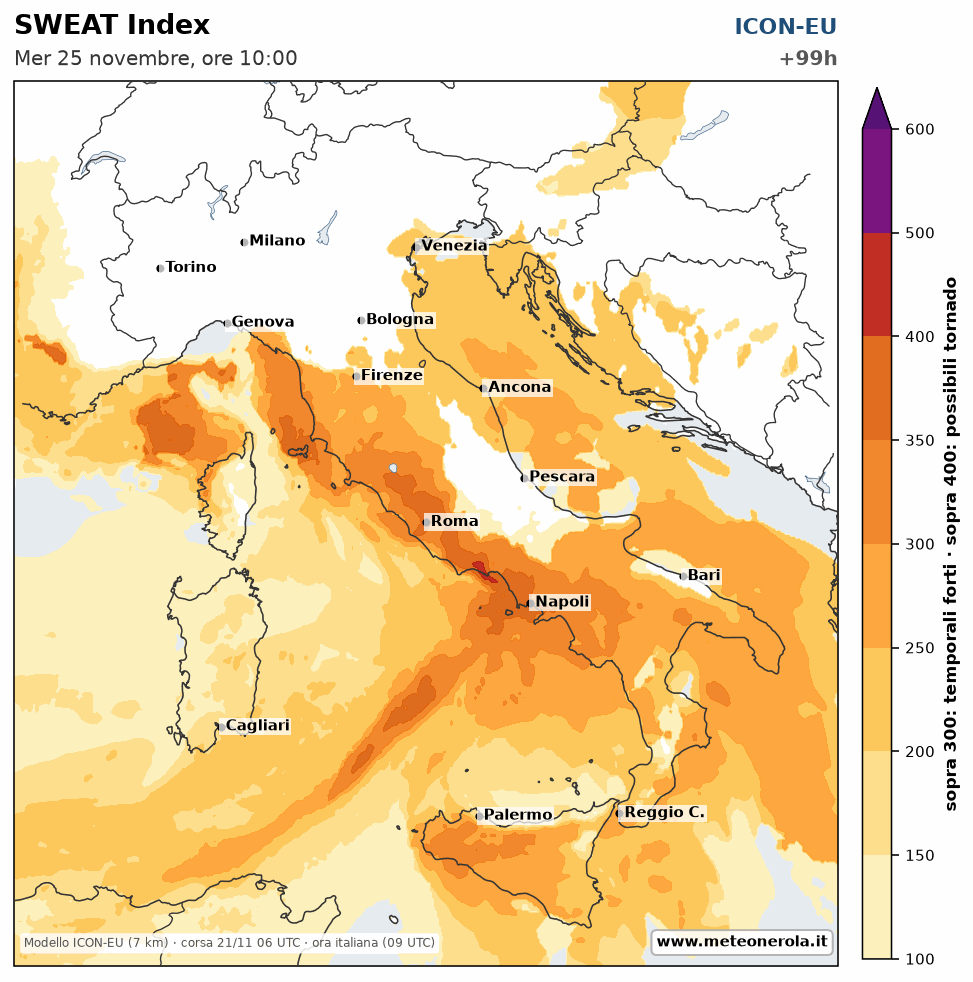 SWEAT Index
ICON-EU
Mer 25 novembre, ore 10:00
+99h
600
500
400
350
300
250
200
150
100
sopra 300: temporali forti · sopra 400: possibili tornado
Milano
Venezia
Torino
Genova
Bologna
Firenze
Ancona
Pescara
Roma
Bari
Napoli
Cagliari
Palermo
Reggio C.
Modello ICON-EU (7 km) · corsa 21/11 06 UTC · ora italiana (09 UTC)
www.meteonerola.it